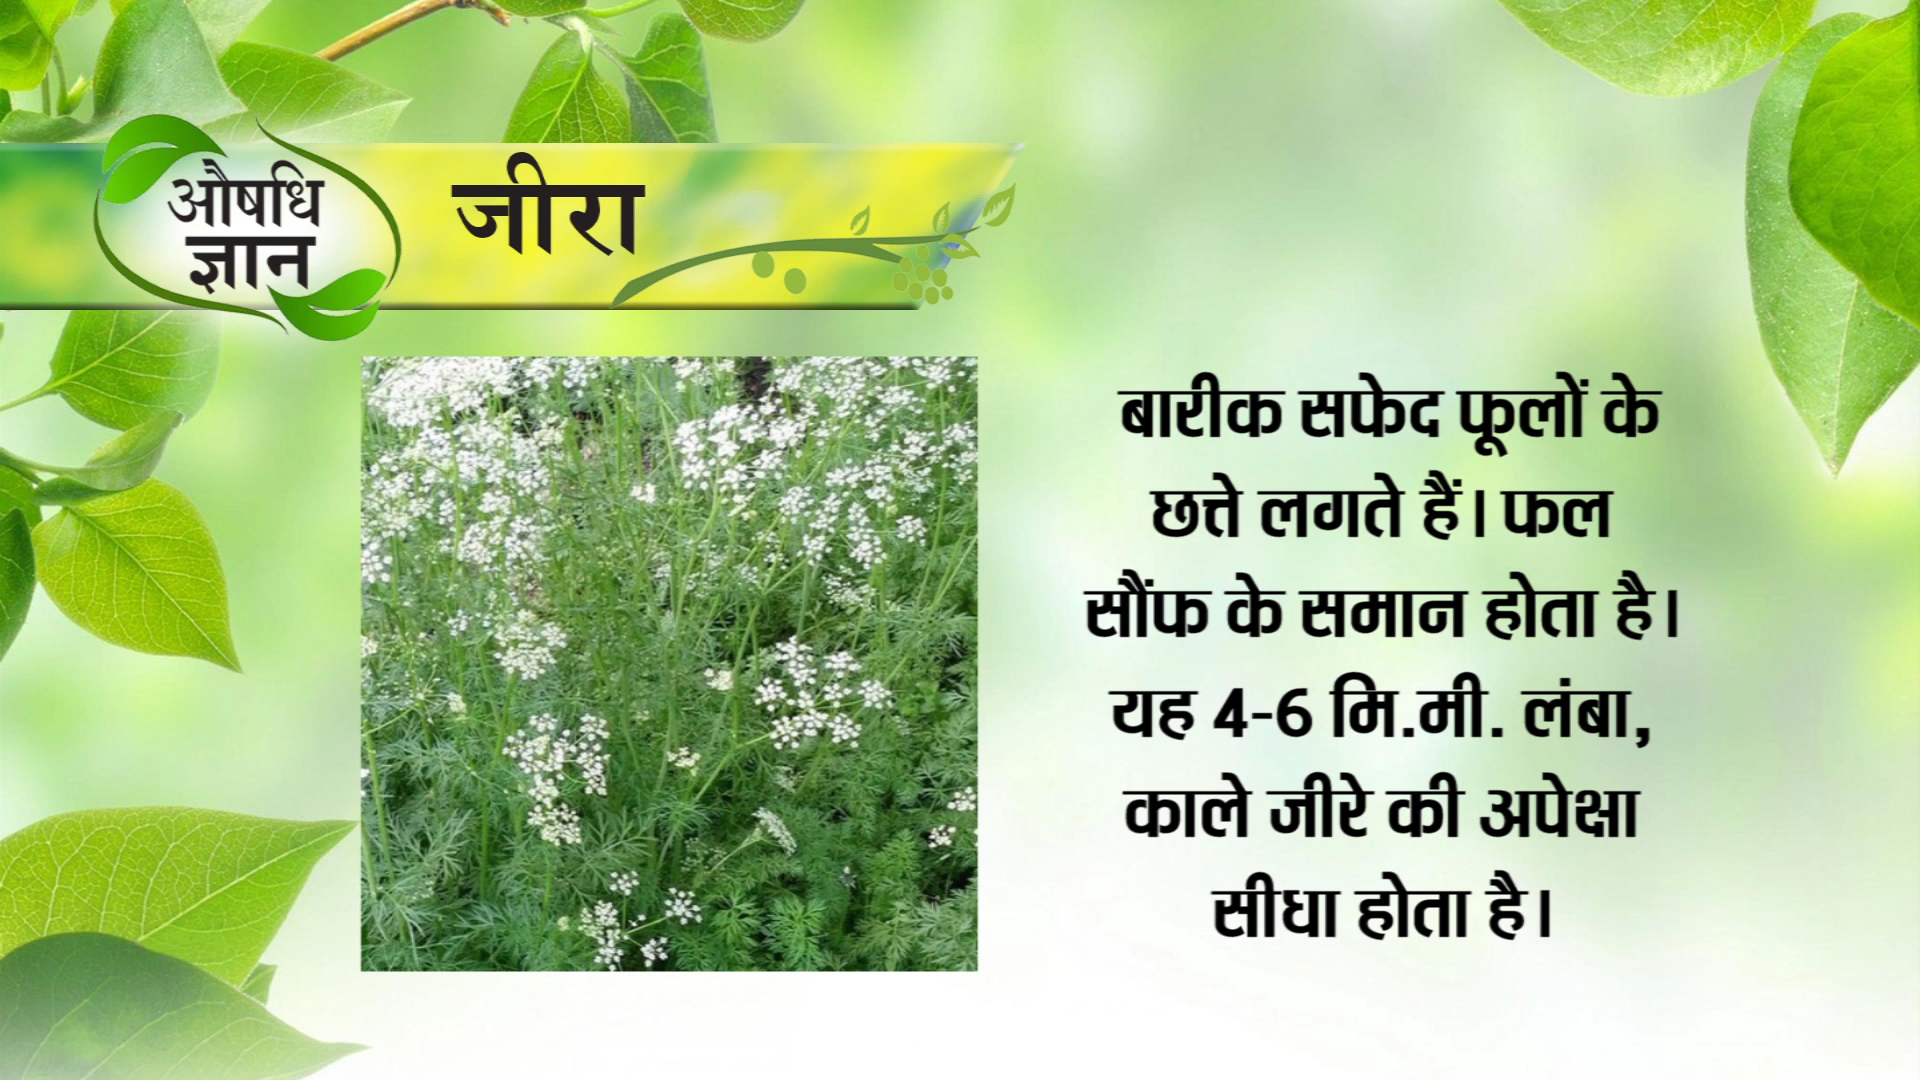 औषधि
ज्ञान
जीरा
बारीक सफेद फूलों के
छत्ते लगते हैं। फल
सौंफ के समान होता है।
यह 4-6 मि.मी. लंबा,
काले जीरे की अपेक्षा
सीधा होता है।